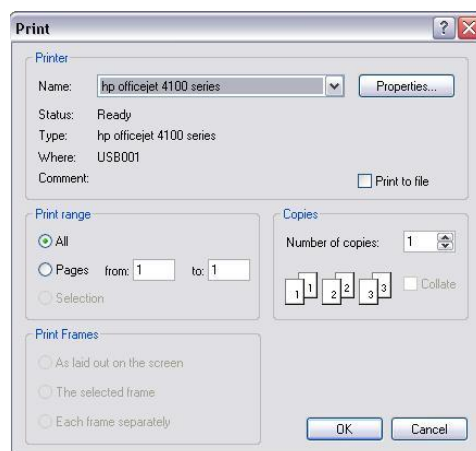 Print
Printer
Name: hp officejet 4100 series Properties...
Status: Ready
Type: hp officejet 4100 series
Where: USB001
Comment: Print to file
Print range
All
Pages from: 1 to: 1
Selection
Copies
Number of copies: 1
1 1 2 2 3 3 Collate
Print Frames
As laid out on the screen
The selected frame
Each frame separately
OK Cancel